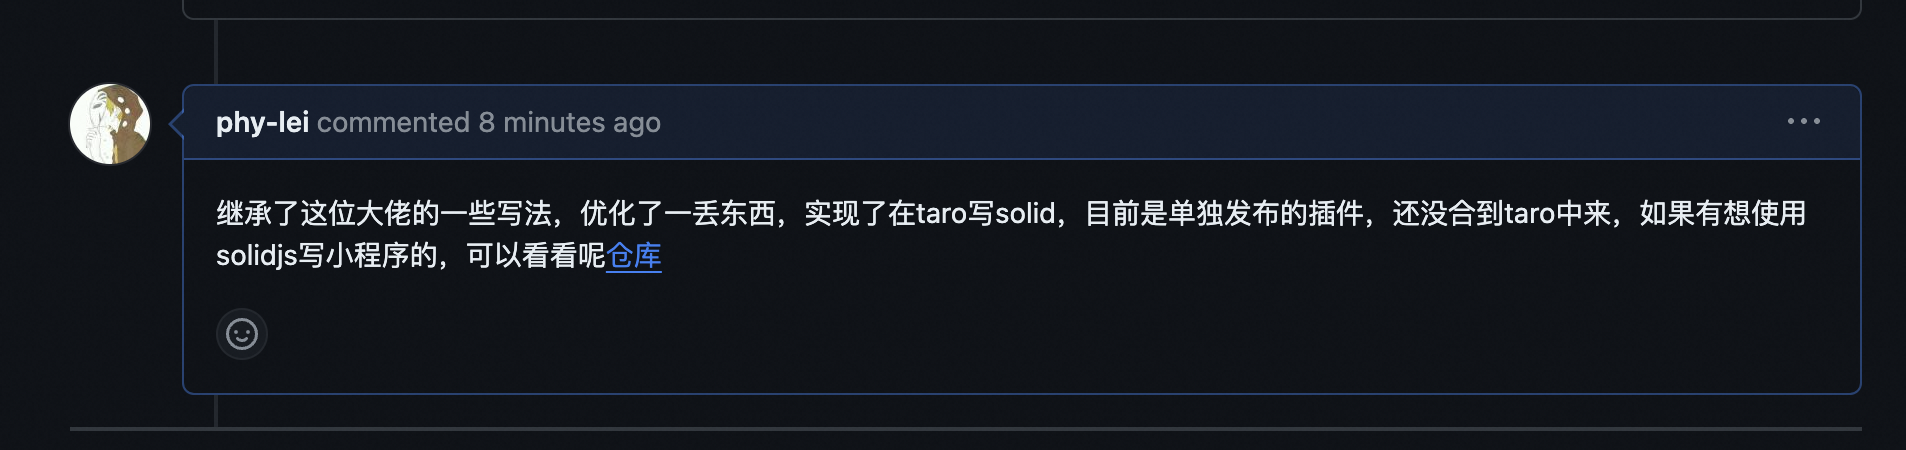 phy-lei commented 8 minutes ago
继承了这位大佬的一些写法，优化了一丢东西，实现了在taro写solid，目前是单独发布的插件，还没合到taro中来，如果有想使用
solidjs写小程序的，可以看看呢仓库